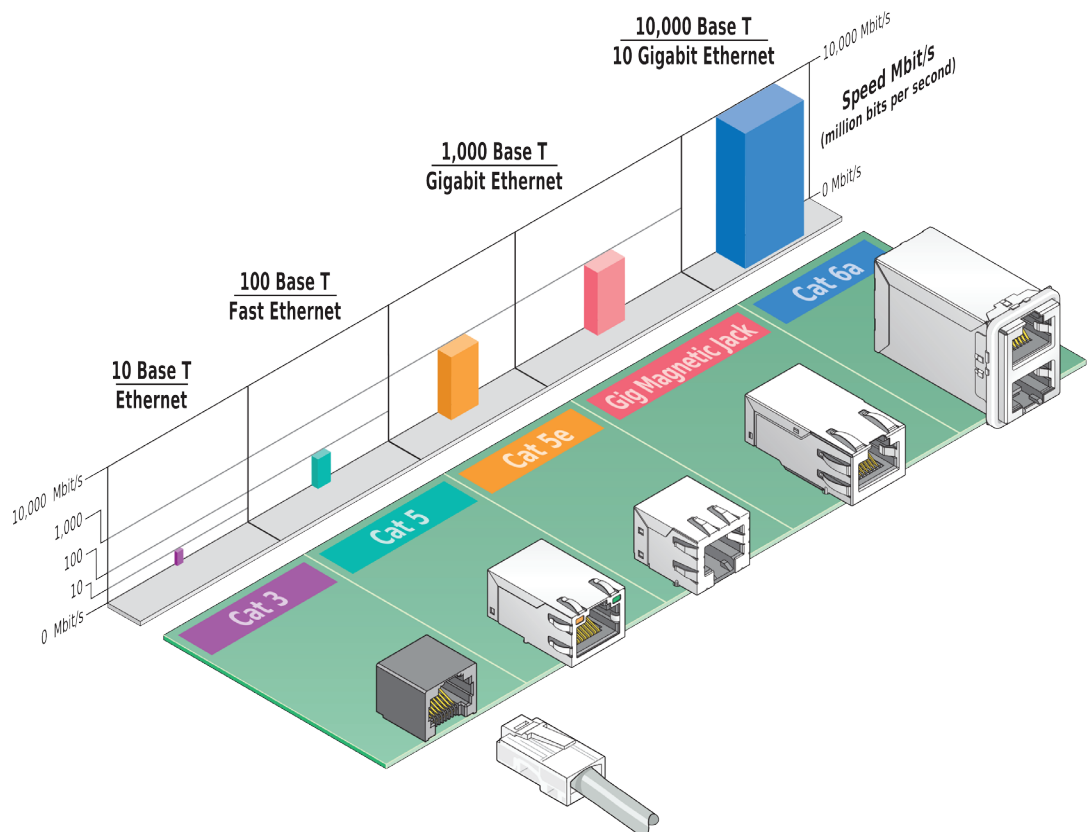 10,000 Base T
10 Gigabit Ethernet
10,000 Mbit/s
Speed Mbit/s
(million bits per second)
0 Mbit/s
1,000 Base T
Gigabit Ethernet
100 Base T
Fast Ethernet
10 Base T
Ethernet
10,000 Mbit/s
1,000
100
10
0 Mbit/s
Cat 6a
Gig Magnetic Jack
Cat 5e
Cat 5
Cat 3